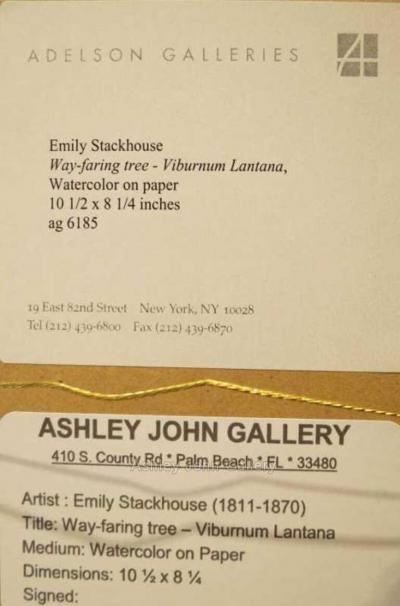 ADELSON GALLERIES
Emily Stackhouse
Way-faring tree - Viburnum Lantana,
Watercolor on paper
10 1/2 x 8 1/4 inches
ag 6185
19 East 82nd Street New York, NY 10028
Tel (212) 439-6800 Fax (212) 439-6870
ASHLEY JOHN GALLERY
410 S. County Rd * Palm Beach * FL * 33480
Ashley John Gallery
Artist : Emily Stackhouse (1811-1870)
Title: Way-faring tree – Viburnum Lantana
Medium: Watercolor on Paper
Dimensions: 10 ½ x 8 ¼
Signed: